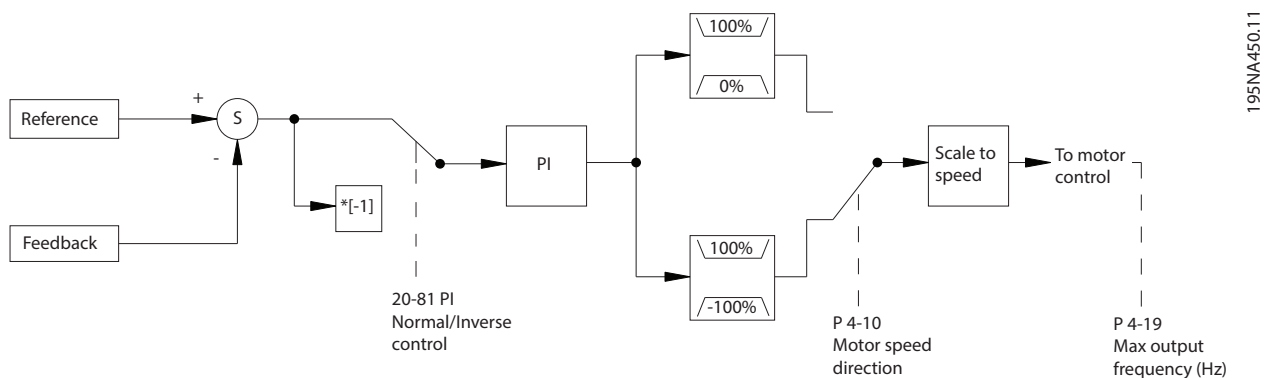 195NA450.11
100%
0%
Reference
+
S
-
*[-1]
Feedback
PI
100%
-100%
Scale to
speed
To motor
control
20-81 PI
Normal/Inverse
control
P 4-10
Motor speed
direction
P 4-19
Max output
frequency (Hz)